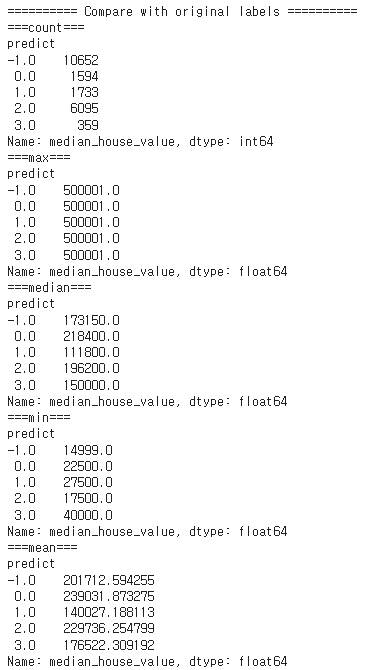 ========== Compare with original labels ==========
===count===
predict
-1.0    10652
 0.0     1594
 1.0     1733
 2.0     6095
 3.0      359
Name: median_house_value, dtype: int64
===max===
predict
-1.0    500001.0
 0.0    500001.0
 1.0    500001.0
 2.0    500001.0
 3.0    500001.0
Name: median_house_value, dtype: float64
===median===
predict
-1.0    173150.0
 0.0    218400.0
 1.0    111800.0
 2.0    196200.0
 3.0    150000.0
Name: median_house_value, dtype: float64
===min===
predict
-1.0    14999.0
 0.0    22500.0
 1.0    27500.0
 2.0    17500.0
 3.0    40000.0
Name: median_house_value, dtype: float64
===mean===
predict
-1.0    201712.594255
 0.0    239031.873275
 1.0    140027.188113
 2.0    229736.254799
 3.0    176522.309192
Name: median_house_value, dtype: float64